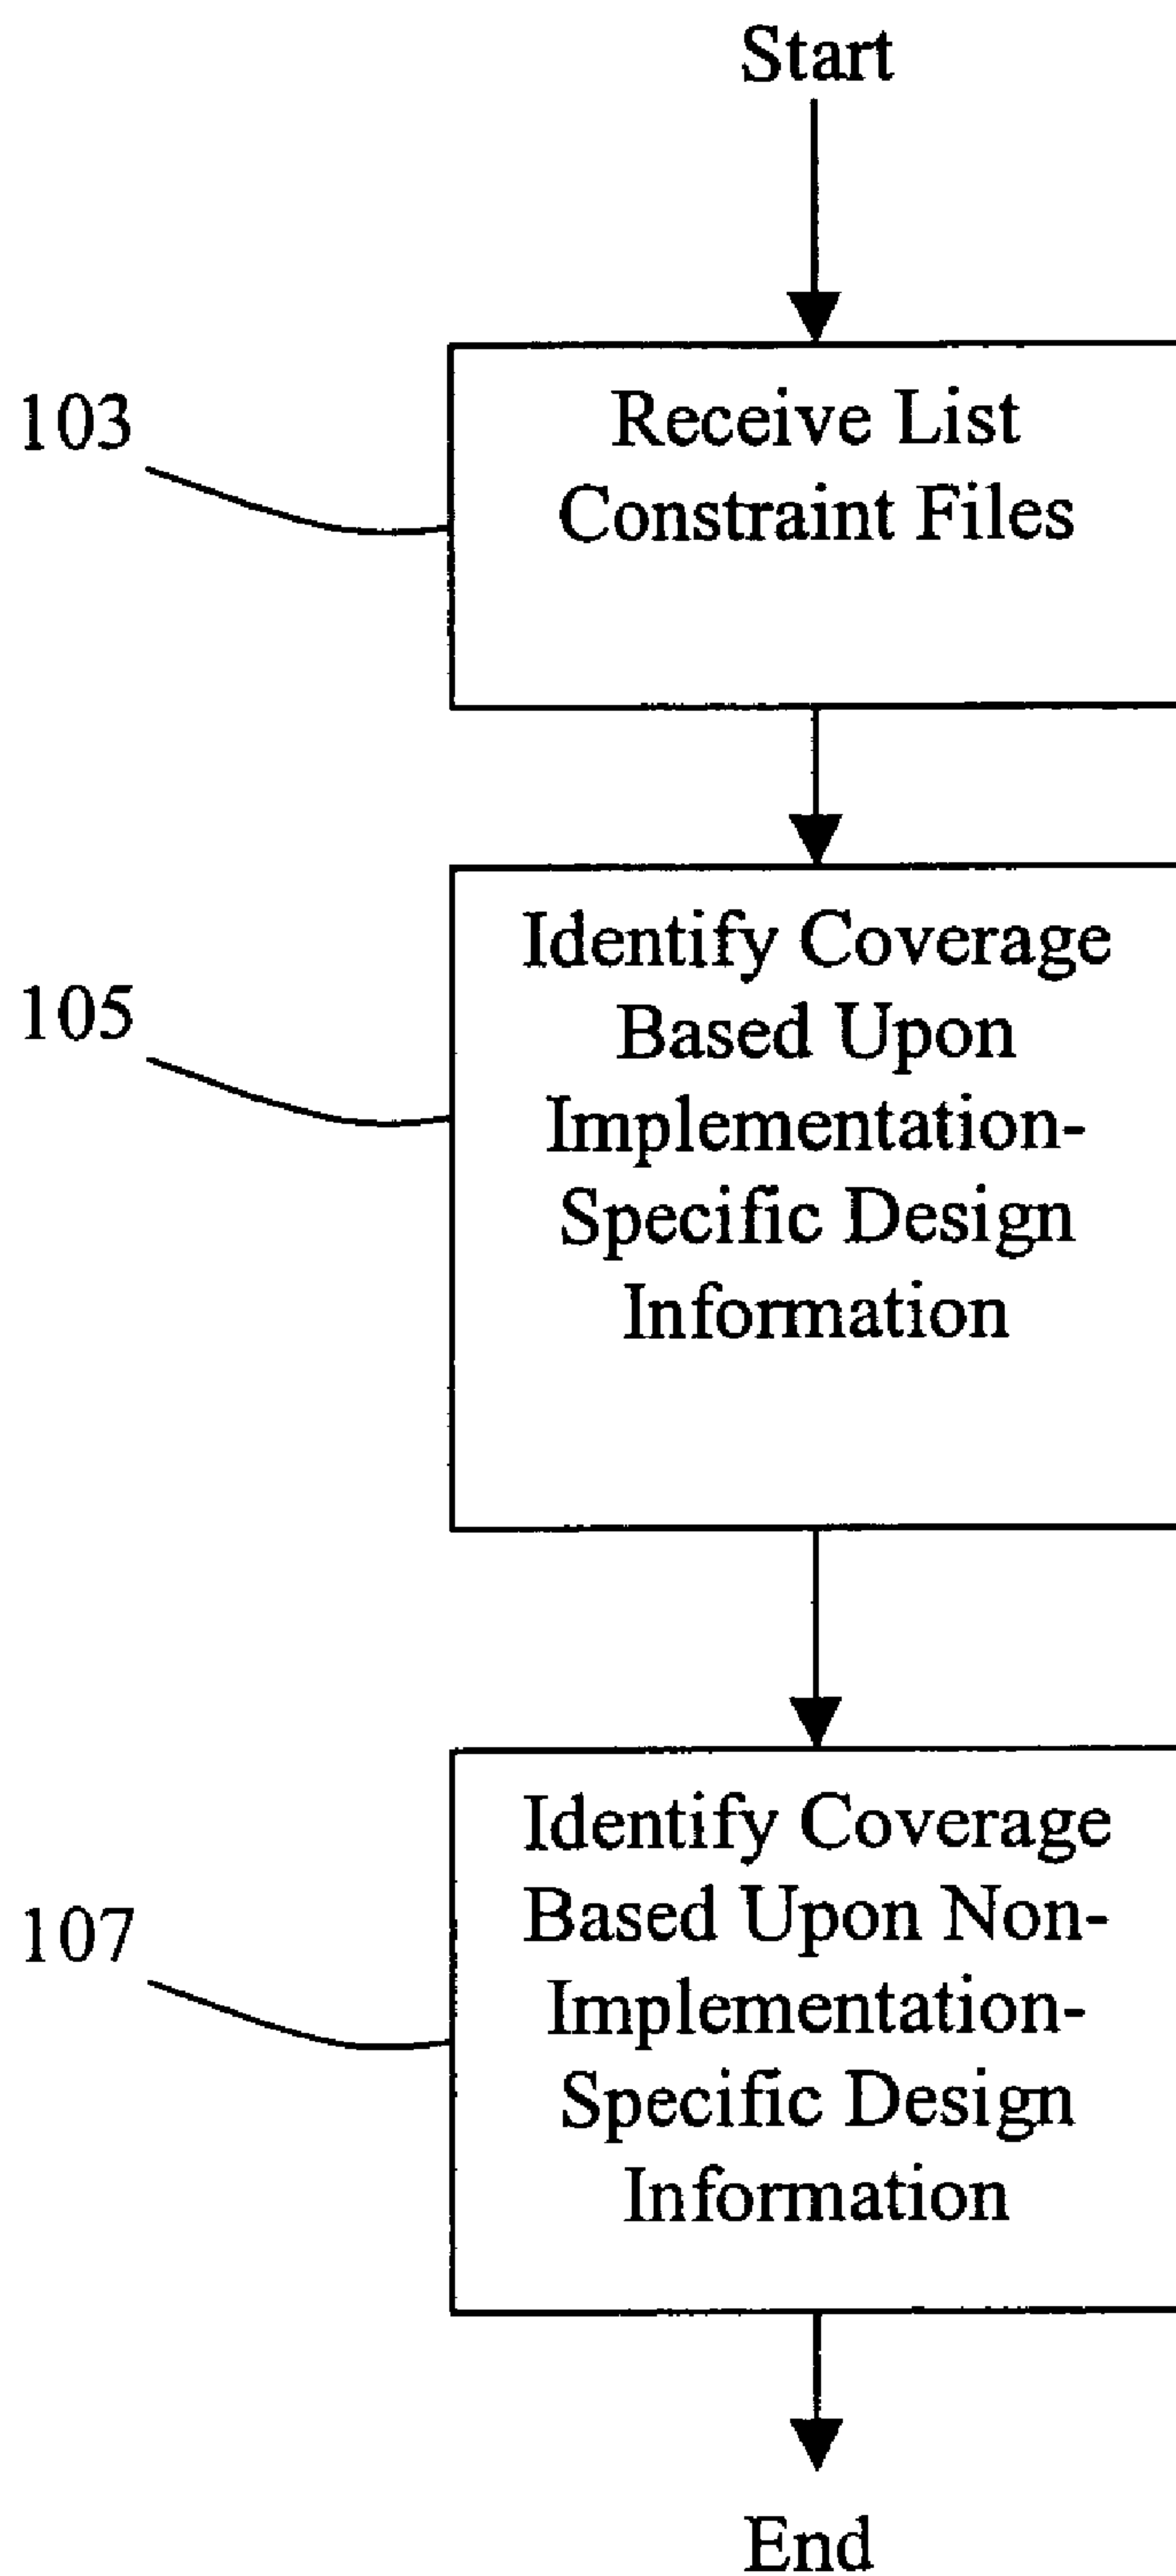 Start
103
Receive List
Constraint Files
105
Identify Coverage
Based Upon
Implementation-
Specific Design
Information
107
Identify Coverage
Based Upon Non-
Implementation-
Specific Design
Information
End